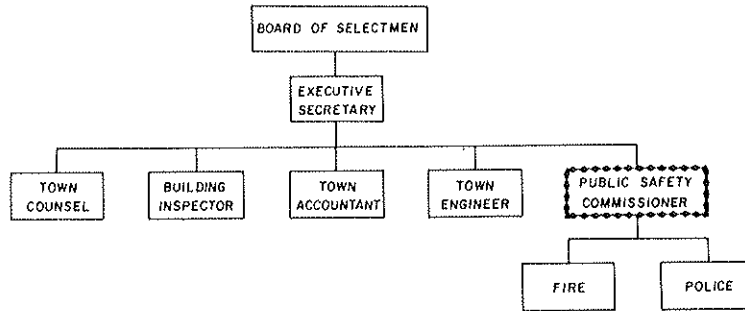 BOARD OF SELECTMEN
EXECUTIVE
SECRETARY
TOWN
COUNSEL
BUILDING
INSPECTOR
TOWN
ACCOUNTANT
TOWN
ENGINEER
PUBLIC SAFETY
COMMISSIONER
FIRE
POLICE